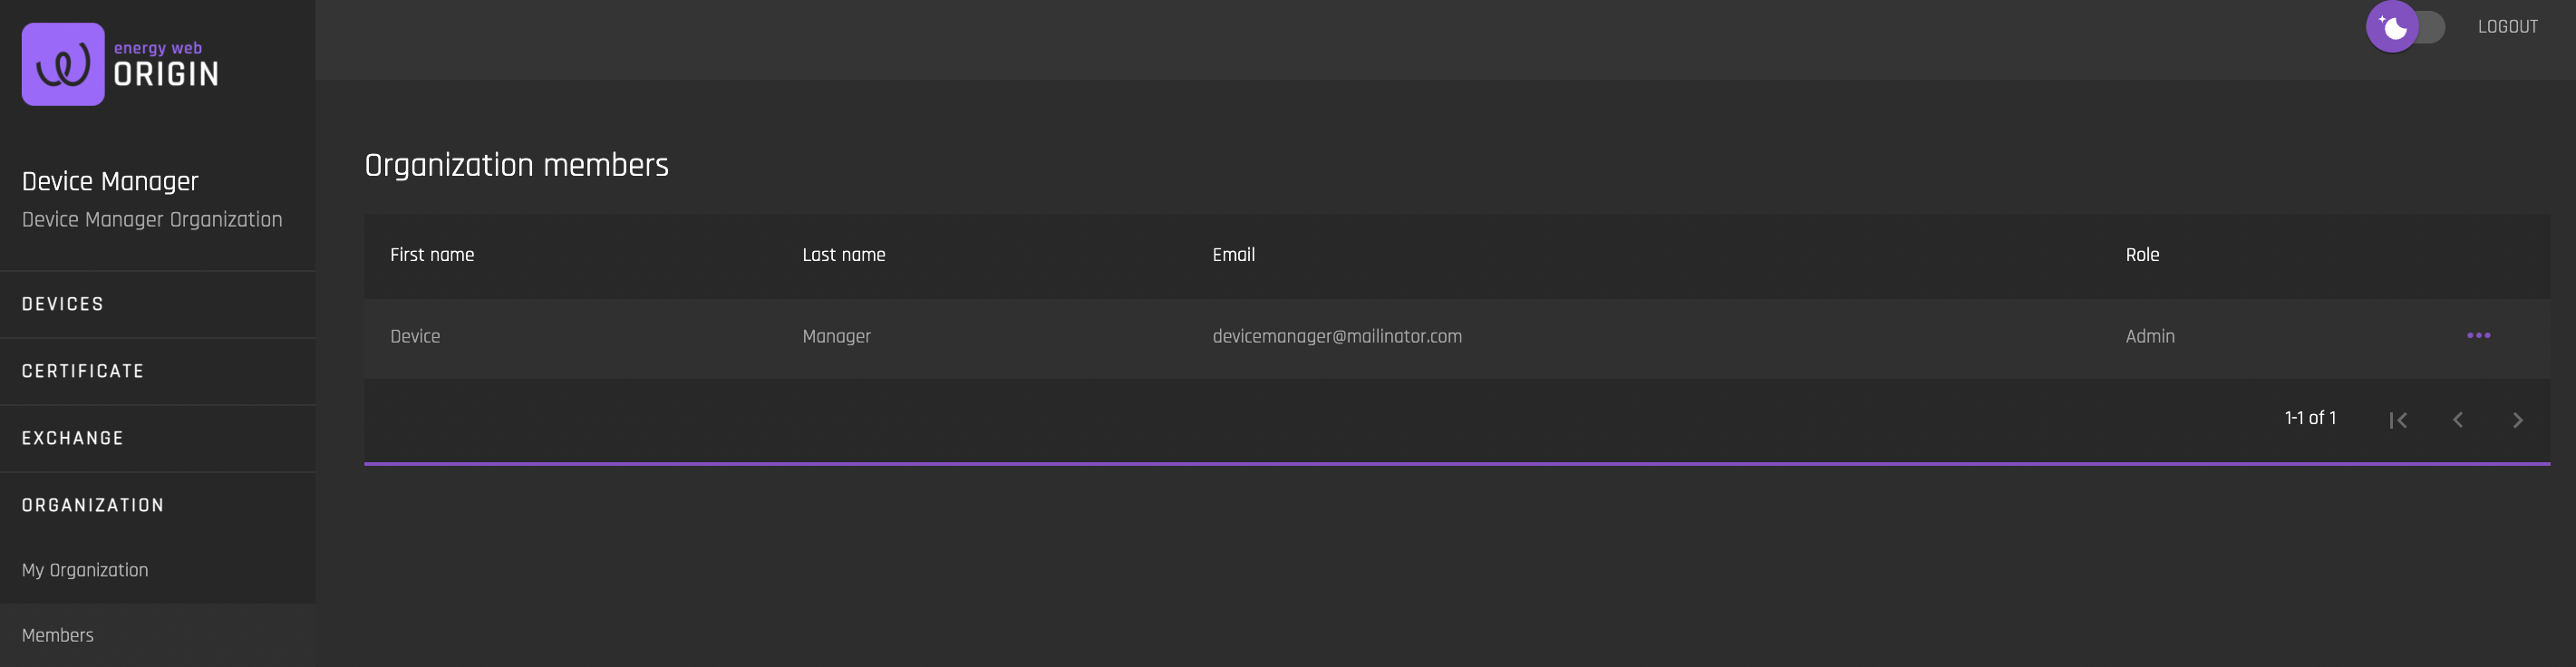 energy web
ORIGIN
LOGOUT
Device Manager
Device Manager Organization
DEVICES
CERTIFICATE
EXCHANGE
ORGANIZATION
My Organization
Members
Organization members
First name Last name Email Role
Device Manager devicemanager@mailinator.com Admin
1-1 of 1